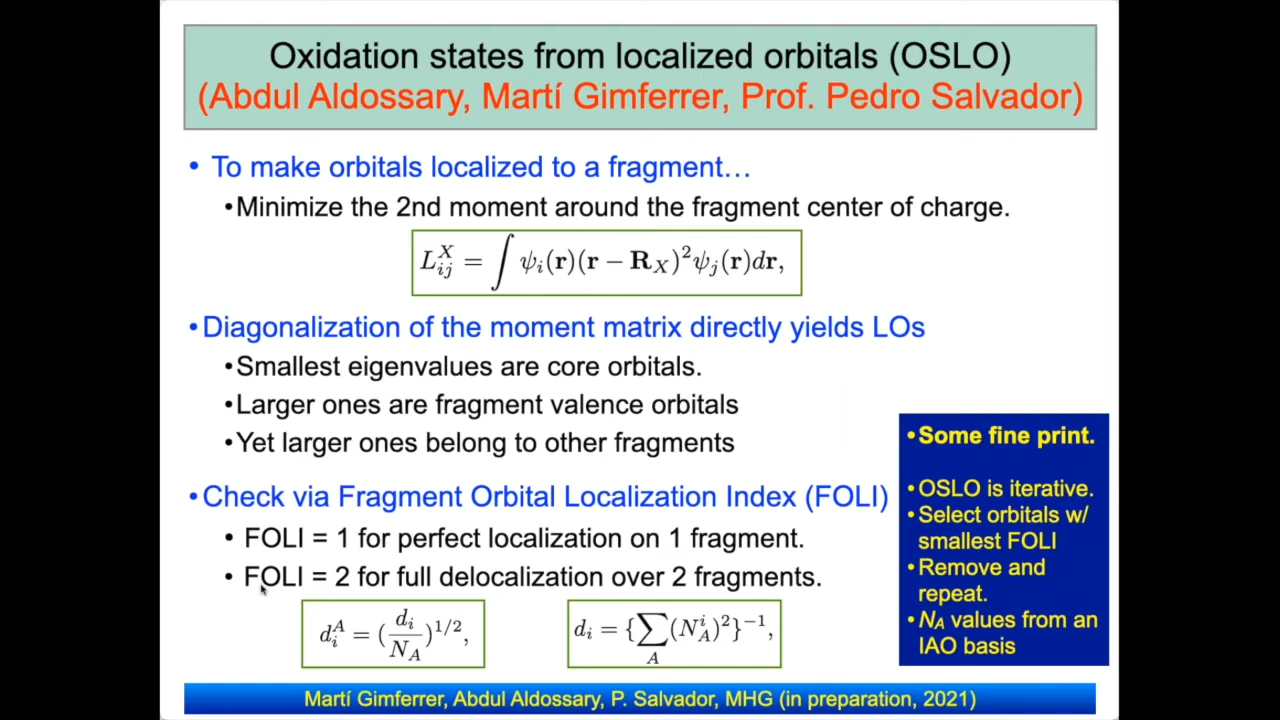 Oxidation states from localized orbitals (OSLO)
(Abdul Aldossary, Martí Gimferrer, Prof. Pedro Salvador)
• To make orbitals localized to a fragment…
•Minimize the 2nd moment around the fragment center of charge.
L_{ij}^X = ∫ ψ_i(r)(r − R_X)^2 ψ_j(r)dr,
•Diagonalization of the moment matrix directly yields LOs
•Smallest eigenvalues are core orbitals.
•Larger ones are fragment valence orbitals
•Yet larger ones belong to other fragments
•Check via Fragment Orbital Localization Index (FOLI)
• FOLI = 1 for perfect localization on 1 fragment.
• FOLI = 2 for full delocalization over 2 fragments.
d_i^A = (d_i/N_A)^{1/2},
d_i = {∑_A (N_A^i)^2}^{−1},
•Some fine print.
•OSLO is iterative.
•Select orbitals w/
smallest FOLI
•Remove and
repeat.
•N_A values from an
IAO basis
Martí Gimferrer, Abdul Aldossary, P. Salvador, MHG (in preparation, 2021)